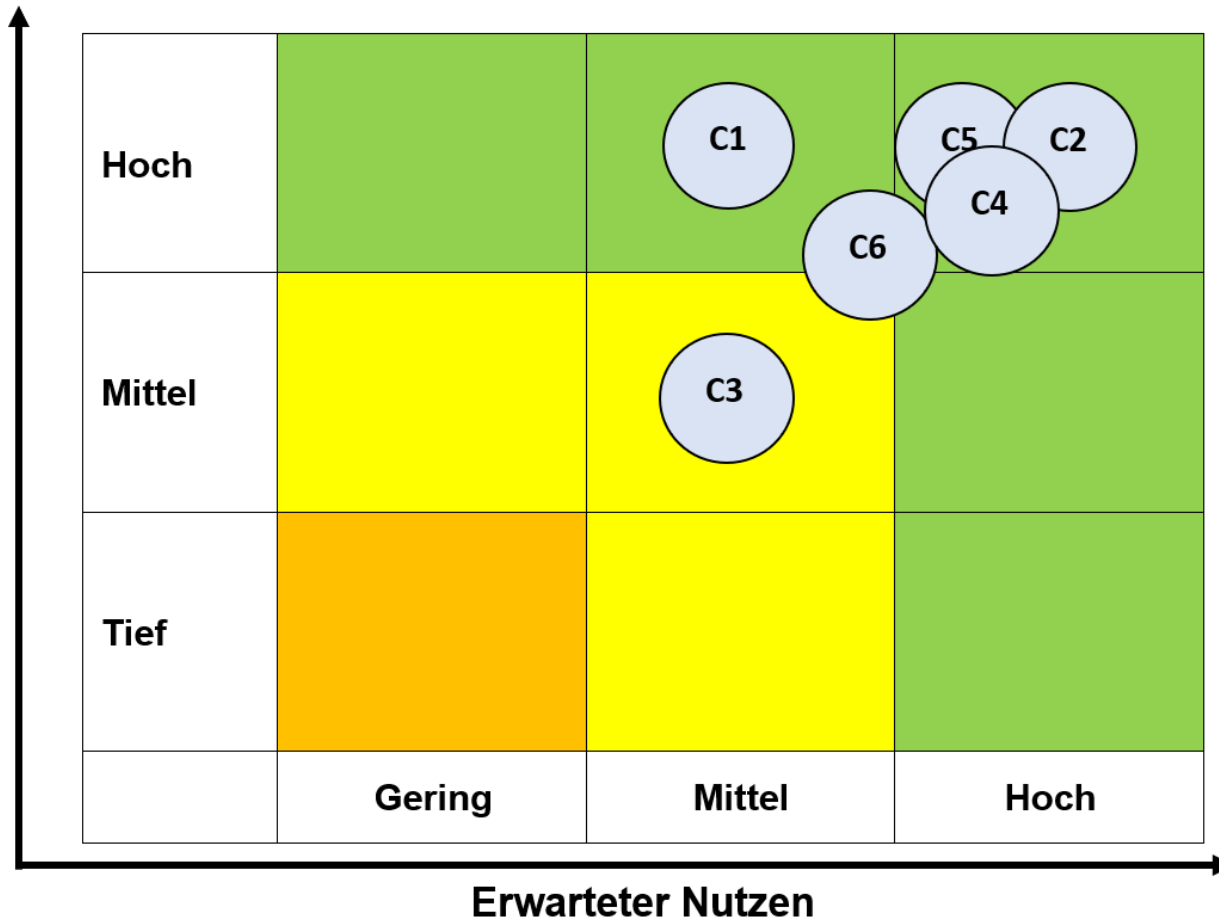 Hoch
C1
C5
C2
C4
C6
Mittel
C3
Tief
Gering
Mittel
Hoch
Erwarteter Nutzen